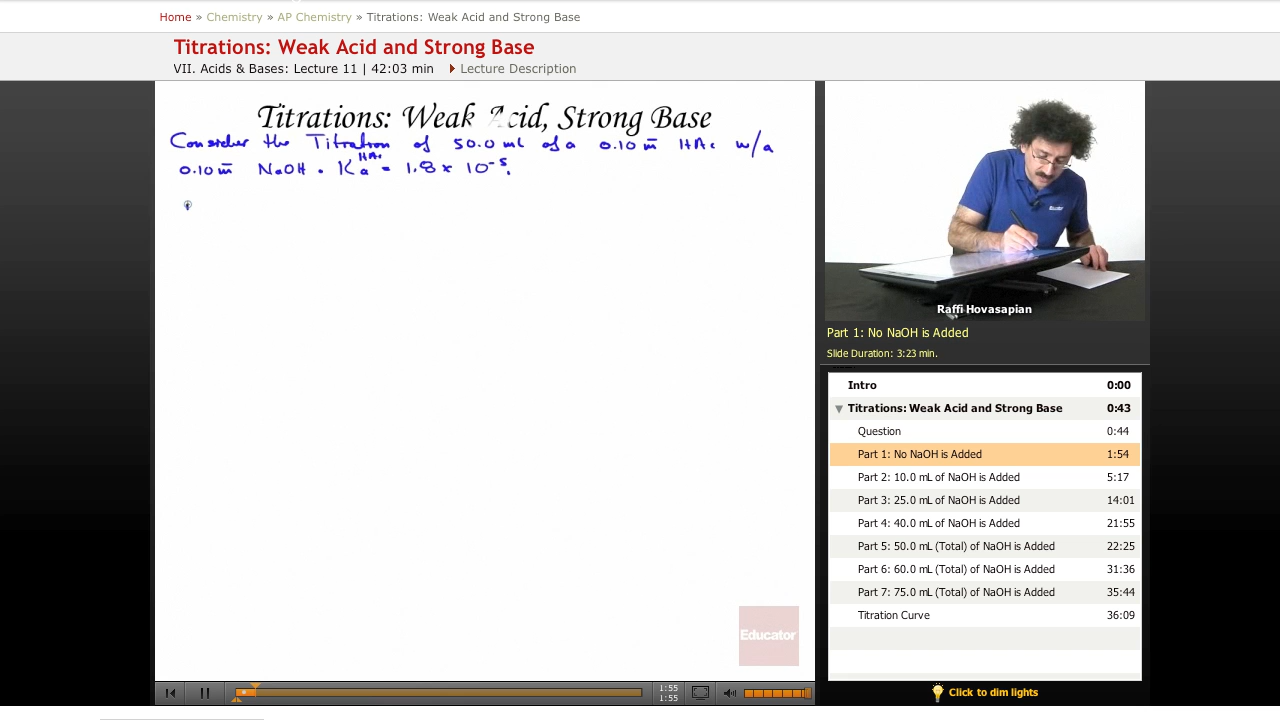 Home » Chemistry » AP Chemistry » Titrations: Weak Acid and Strong Base
Titrations: Weak Acid and Strong Base
VII. Acids & Bases: Lecture 11 | 42:03 min Lecture Description
Titrations: Weak Acid, Strong Base
Consider the Titration of 50.0 mL of a 0.10 m HAc w/a
0.10 m NaOH. Ka HAc = 1.8 x 10-5.
Educator
1:55
1:55
Raffi Hovasapian
Part 1: No NaOH is Added
Slide Duration: 3:23 min.
Intro 0:00
Titrations: Weak Acid and Strong Base 0:43
Question 0:44
Part 1: No NaOH is Added 1:54
Part 2: 10.0 mL of NaOH is Added 5:17
Part 3: 25.0 mL of NaOH is Added 14:01
Part 4: 40.0 mL of NaOH is Added 21:55
Part 5: 50.0 mL (Total) of NaOH is Added 22:25
Part 6: 60.0 mL (Total) of NaOH is Added 31:36
Part 7: 75.0 mL (Total) of NaOH is Added 35:44
Titration Curve 36:09
Click to dim lights